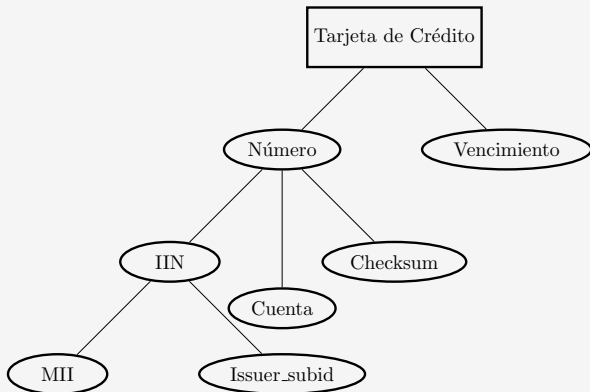 Tarjeta de Crédito
Número
Vencimiento
IIN
Checksum
Cuenta
MII
Issuer_subid